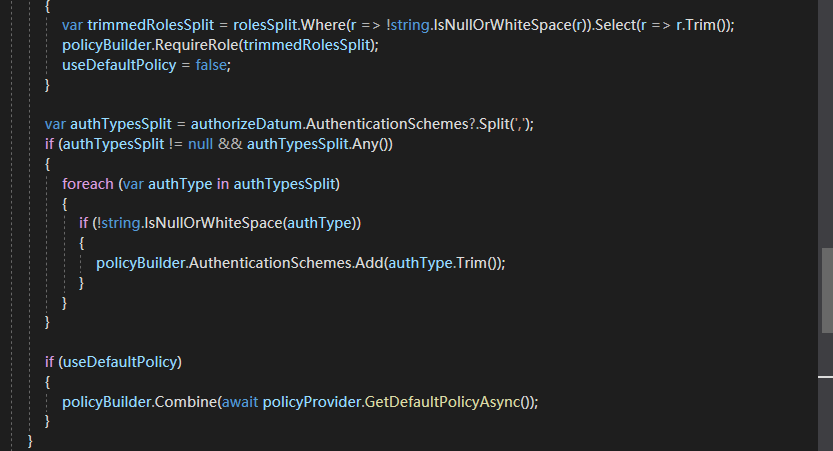 {
var trimmedRolesSplit = rolesSplit.Where(r => !string.IsNullOrWhiteSpace(r)).Select(r => r.Trim());
policyBuilder.RequireRole(trimmedRolesSplit);
useDefaultPolicy = false;
}
var authTypesSplit = authorizeDatum.AuthenticationSchemes?.Split(',');
if (authTypesSplit != null && authTypesSplit.Any())
{
foreach (var authType in authTypesSplit)
{
if (!string.IsNullOrWhiteSpace(authType))
{
policyBuilder.AuthenticationSchemes.Add(authType.Trim());
}
}
}
if (useDefaultPolicy)
{
policyBuilder.Combine(await policyProvider.GetDefaultPolicyAsync());
}
}